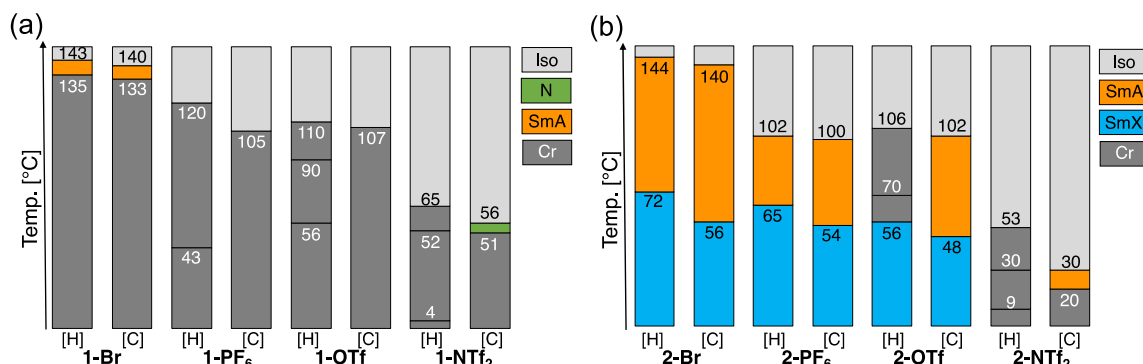 (a)
Temp. [°C]
143
135
140
133
120
43
105
110
90
56
107
65
52
4
56
51
Iso
N
SmA
Cr
[H] [C] [H] [C] [H] [C] [H] [C]
1-Br 1-PF6 1-OTf 1-NTf2
(b)
Temp. [°C]
144
72
140
56
102
65
100
54
106
70
56
102
48
53
30
9
30
20
Iso
SmA
SmX
Cr
[H] [C] [H] [C] [H] [C] [H] [C]
2-Br 2-PF6 2-OTf 2-NTf2